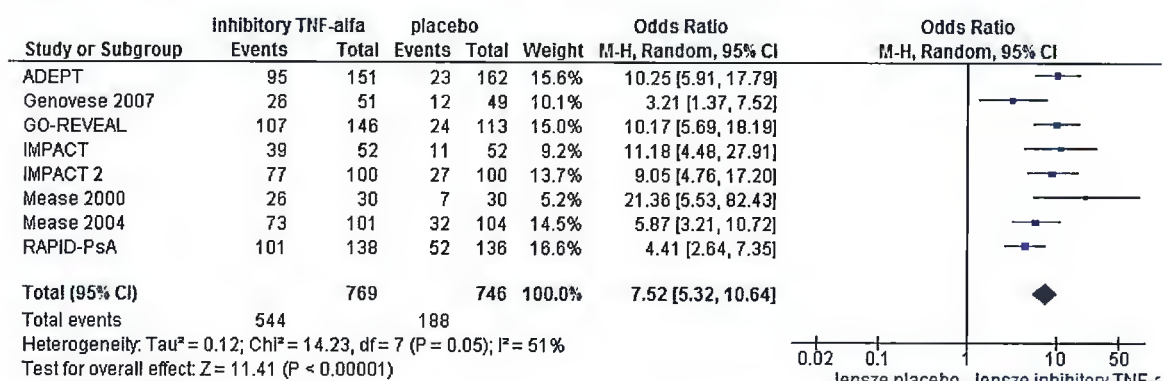 inhibitory TNF-alfa placebo Odds Ratio Odds Ratio
Study or Subgroup Events Total Events Total Weight M-H, Random, 95% CI M-H, Random, 95% CI
ADEPT 95 151 23 162 15.6% 10.25 [5.91, 17.79]
Genovese 2007 26 51 12 49 10.1% 3.21 [1.37, 7.52]
GO-REVEAL 107 146 24 113 15.0% 10.17 [5.69, 18.19]
IMPACT 39 52 11 52 9.2% 11.18 [4.48, 27.91]
IMPACT 2 77 100 27 100 13.7% 9.05 [4.76, 17.20]
Mease 2000 26 30 7 30 5.2% 21.36 [5.53, 82.43]
Mease 2004 73 101 32 104 14.5% 5.87 [3.21, 10.72]
RAPID-PsA 101 138 52 136 16.6% 4.41 [2.64, 7.35]
Total (95% CI) 769 746 100.0% 7.52 [5.32, 10.64]
Total events 544 188
Heterogeneity: Tau² = 0.12; Chi² = 14.23, df = 7 (P = 0.05); I² = 51%
Test for overall effect: Z = 11.41 (P < 0.00001)
0.02 0.1 1 10 50
placebo inhibitory